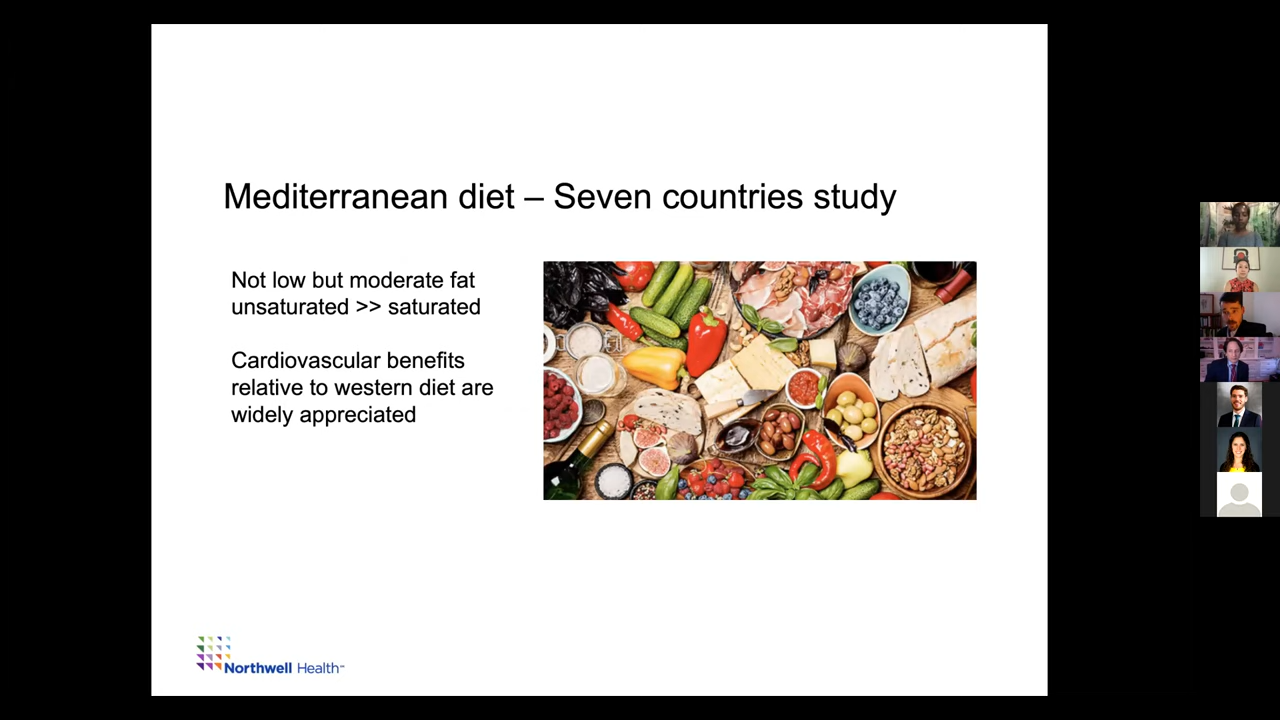 Mediterranean diet – Seven countries study
Not low but moderate fat
unsaturated >> saturated
Cardiovascular benefits
relative to western diet are
widely appreciated
Northwell Health℠